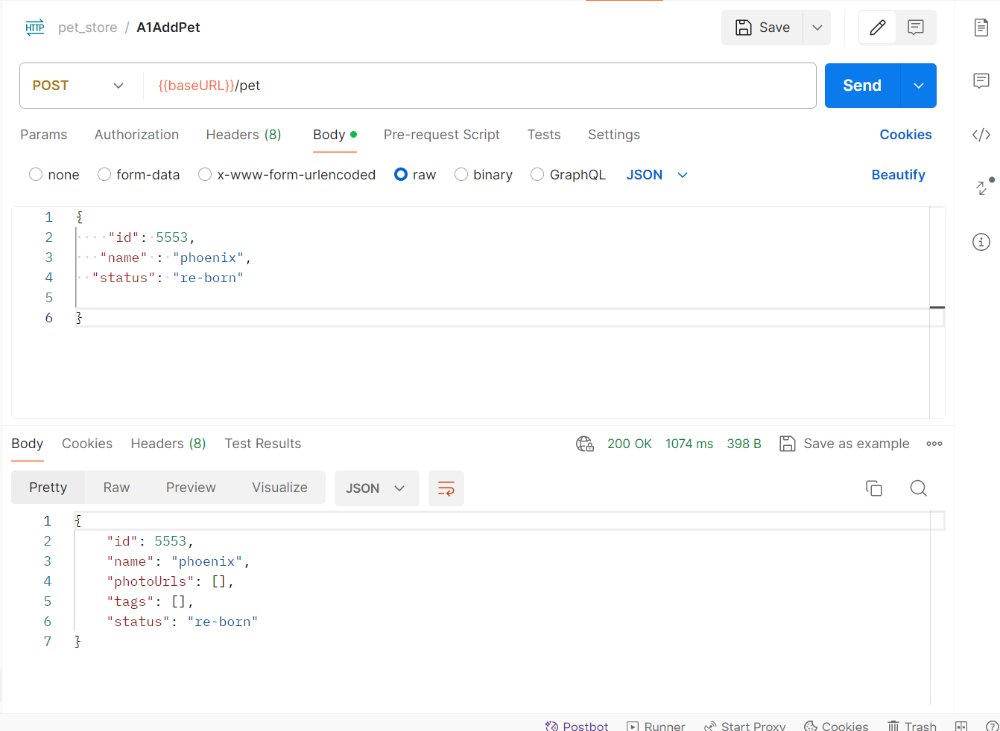 HTTP pet_store / A1AddPet Save
POST {{baseURL}}/pet Send
Params Authorization Headers (8) Body Pre-request Script Tests Settings Cookies
none form-data x-www-form-urlencoded raw binary GraphQL JSON Beautify
1 {
2 "id": 5553,
3 "name" : "phoenix",
4 "status": "re-born"
5
6 }
Body Cookies Headers (8) Test Results 200 OK 1074 ms 398 B Save as example
Pretty Raw Preview Visualize JSON
1 {
2 "id": 5553,
3 "name": "phoenix",
4 "photoUrls": [],
5 "tags": [],
6 "status": "re-born"
7 }
Postbot Runner Start Proxy Cookies Trash